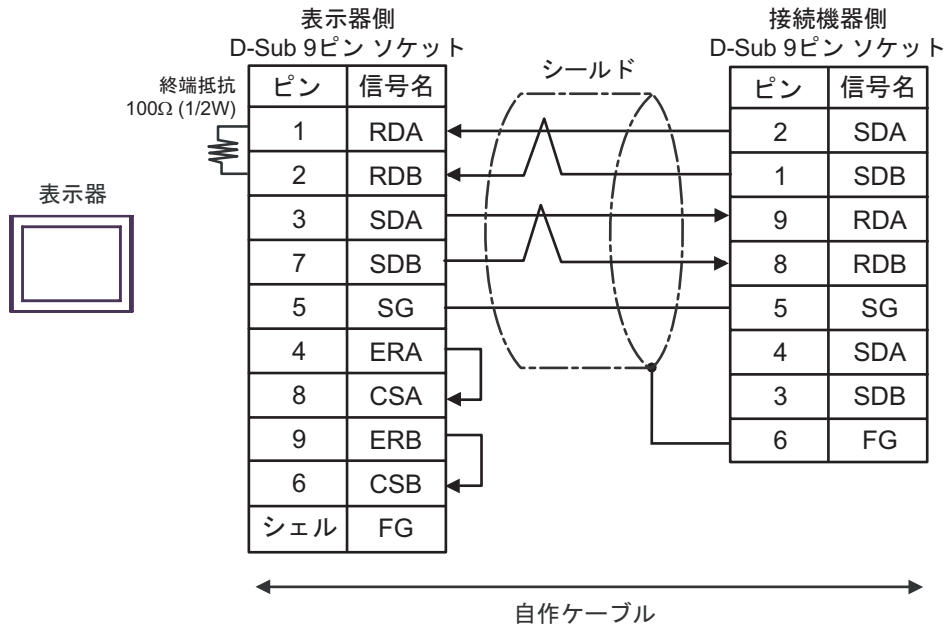 表示器側
D-Sub 9ピン ソケット
接続機器側
D-Sub 9ピン ソケット
シールド
終端抵抗
100Ω (1/2W)
表示器
ピン 信号名
1 RDA
2 RDB
3 SDA
7 SDB
5 SG
4 ERA
8 CSA
9 ERB
6 CSB
シェル FG
ピン 信号名
2 SDA
1 SDB
9 RDA
8 RDB
5 SG
4 SDA
3 SDB
6 FG
自作ケーブル